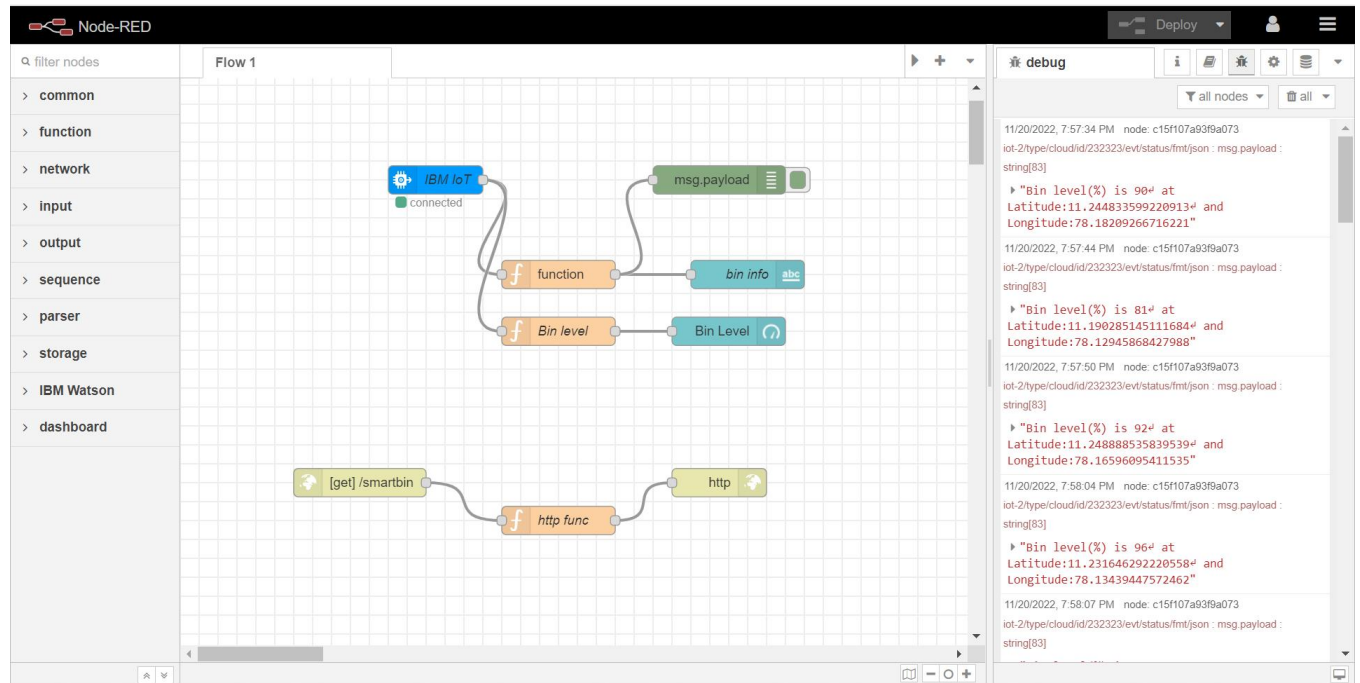 Node-RED
Deploy
filter nodes
common
function
network
input
output
sequence
parser
storage
IBM Watson
dashboard
Flow 1
IBM IoT
connected
msg.payload
function
bin info
abc
Bin level
Bin Level
[get] /smartbin
http
http func
debug
i
all nodes
all
11/20/2022, 7:57:34 PM node: c15f107a93f9a073
iot-2/type/cloud/id/232323/evt/status/fmt/json : msg.payload :
string[83]
"Bin level(%) is 90↵ at
Latitude:11.244833599220913↵ and
Longitude:78.18209266716221"
11/20/2022, 7:57:44 PM node: c15f107a93f9a073
iot-2/type/cloud/id/232323/evt/status/fmt/json : msg.payload :
string[83]
"Bin level(%) is 81↵ at
Latitude:11.190285145111684↵ and
Longitude:78.12945868427988"
11/20/2022, 7:57:50 PM node: c15f107a93f9a073
iot-2/type/cloud/id/232323/evt/status/fmt/json : msg.payload :
string[83]
"Bin level(%) is 92↵ at
Latitude:11.248888535839539↵ and
Longitude:78.16596095411535"
11/20/2022, 7:58:04 PM node: c15f107a93f9a073
iot-2/type/cloud/id/232323/evt/status/fmt/json : msg.payload :
string[83]
"Bin level(%) is 96↵ at
Latitude:11.231646292220558↵ and
Longitude:78.13439447572462"
11/20/2022, 7:58:07 PM node: c15f107a93f9a073
iot-2/type/cloud/id/232323/evt/status/fmt/json : msg.payload :
string[83]